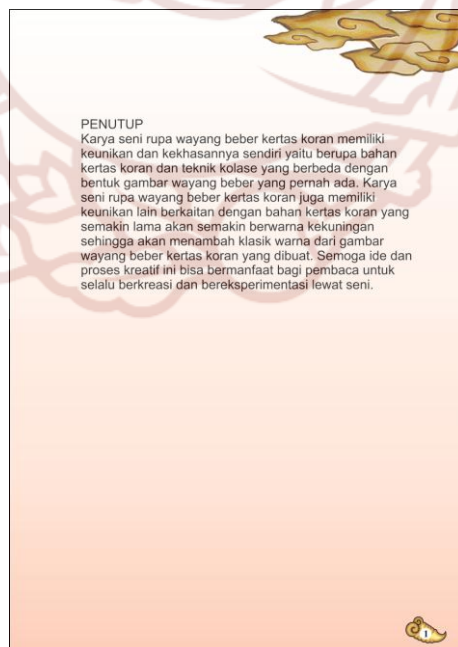 PENUTUP
Karya seni rupa wayang beber kertas koran memiliki
keunikan dan kekhasannya sendiri yaitu berupa bahan
kertas koran dan teknik kolase yang berbeda dengan
bentuk gambar wayang beber yang pernah ada. Karya
seni rupa wayang beber kertas koran juga memiliki
keunikan lain berkaitan dengan bahan kertas koran yang
semakin lama akan semakin berwarna kekuningan
sehingga akan menambah klasik warna dari gambar
wayang beber kertas koran yang dibuat. Semoga ide dan
proses kreatif ini bisa bermanfaat bagi pembaca untuk
selalu berkreasi dan bereksperimentasi lewat seni.
1